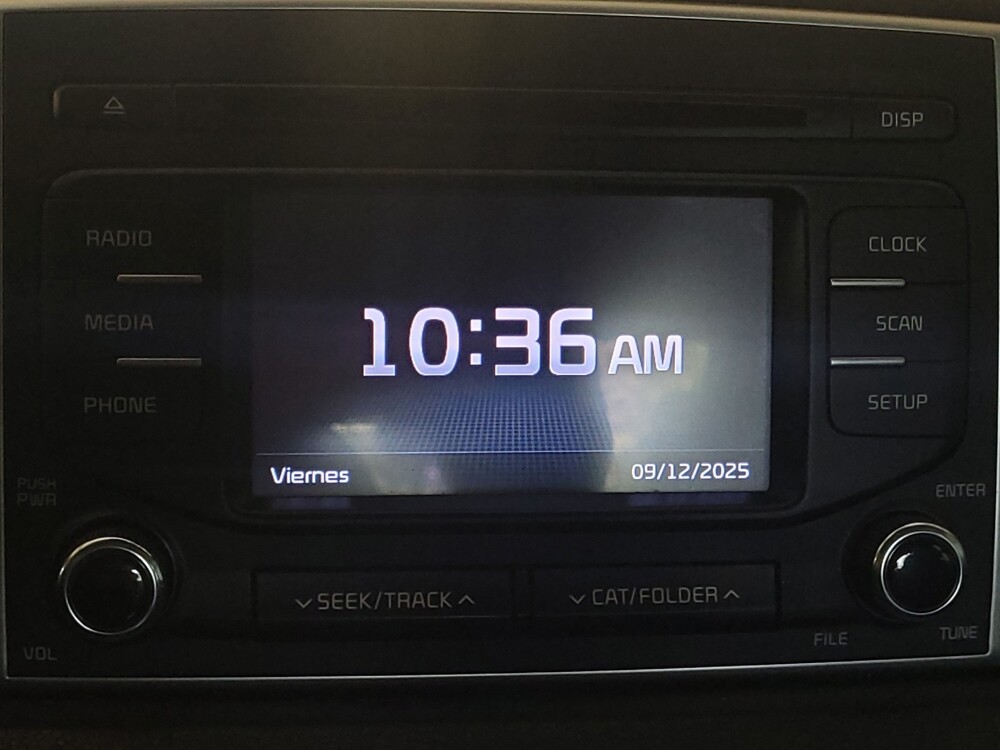 DISP
RADIO
CLOCK
MEDIA
SCAN
PHONE
SETUP
10:36 AM
Viernes 09/12/2025
PUSH
PWR
ENTER
SEEK/TRACK
CAT/FOLDER
VOL
FILE
TUNE